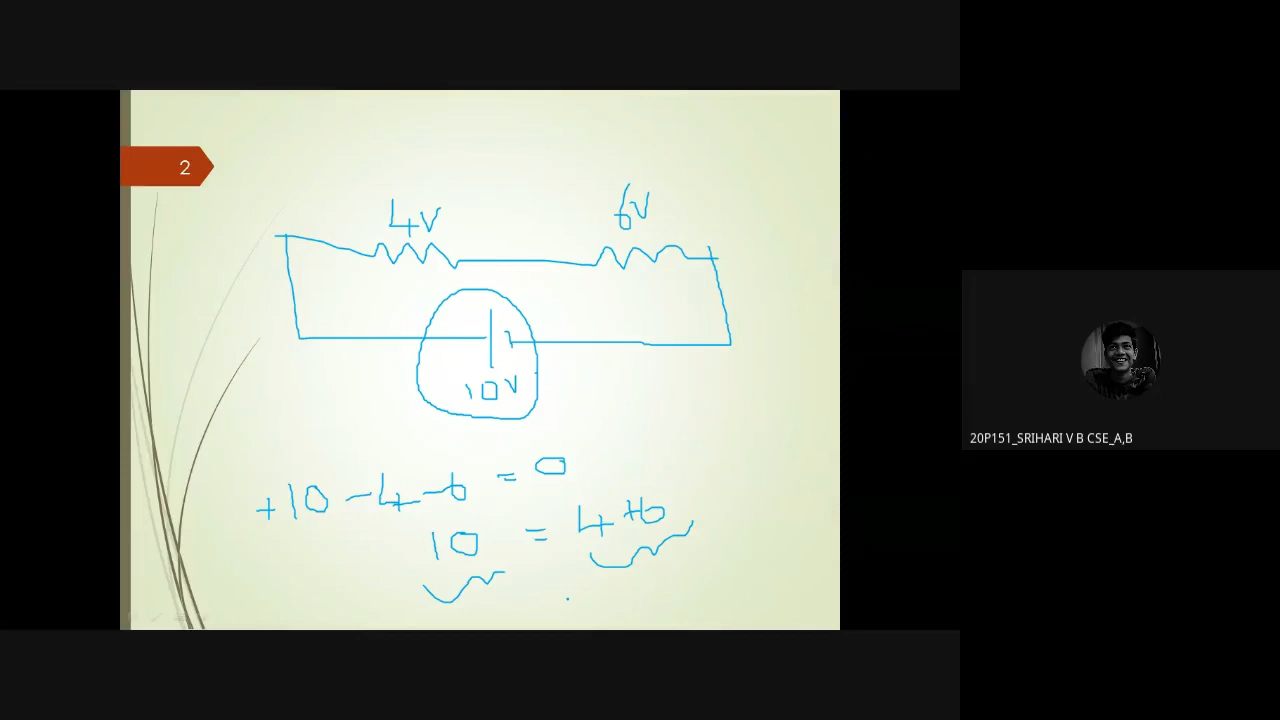 2
4V 6V
10V
+10 -4 -6 = 0
10 = 4+6
20P151_SRIHARI V B CSE_A,B